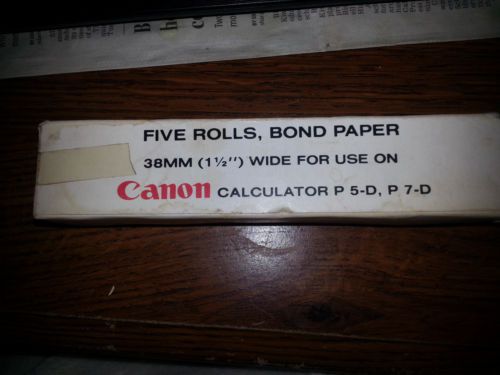 FIVE ROLLS, BOND PAPER
38MM (1½") WIDE FOR USE ON
Canon CALCULATOR P 5-D, P 7-D